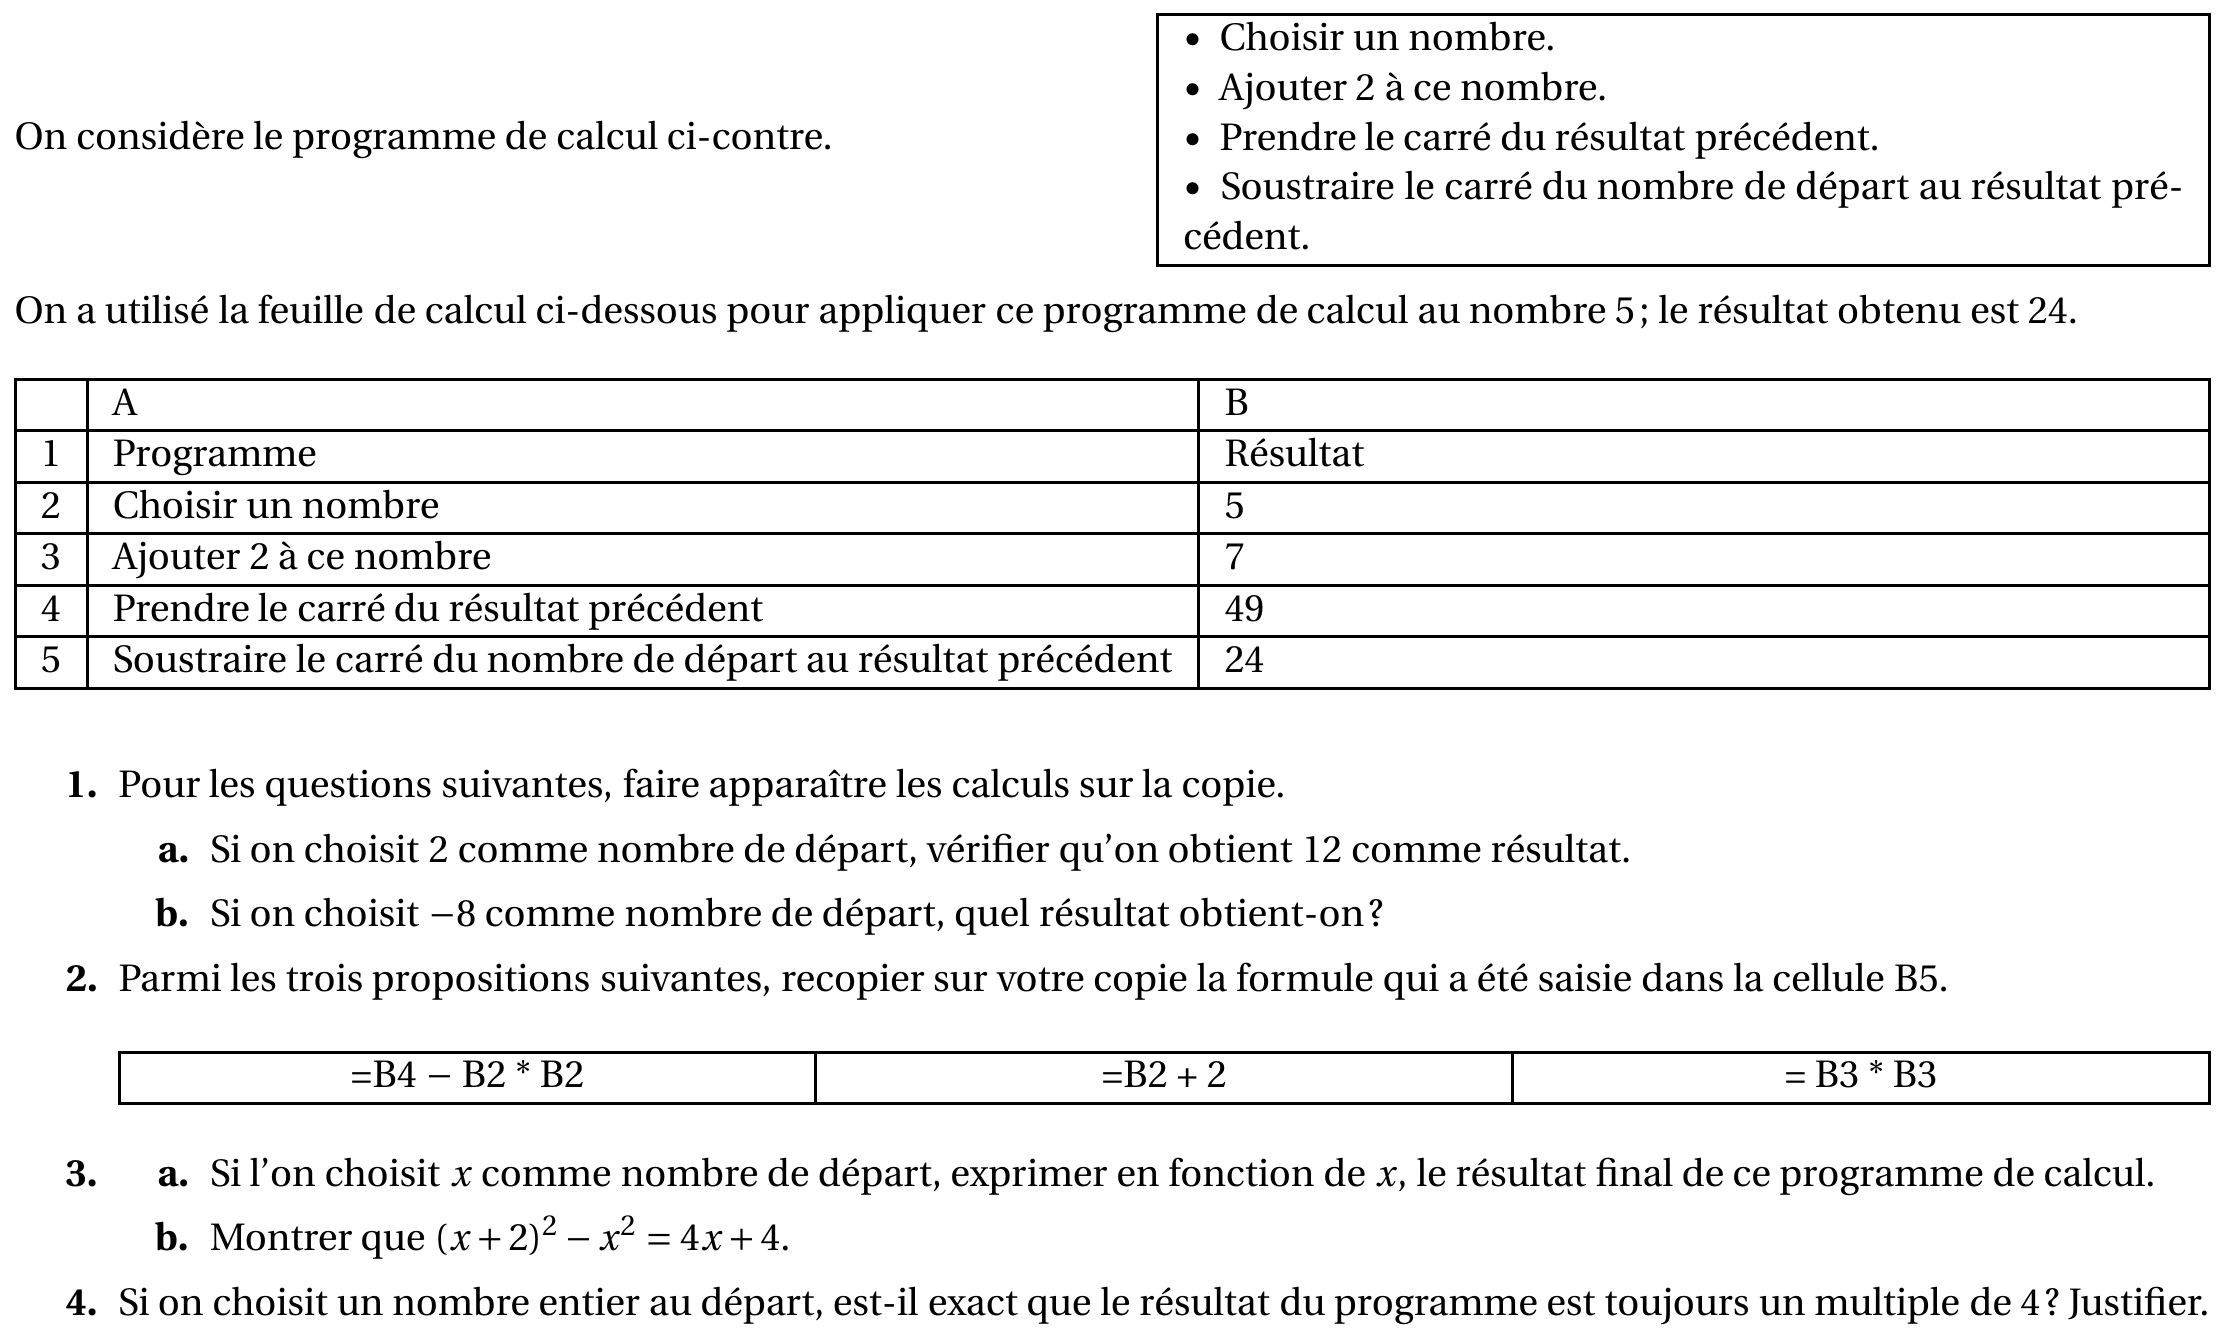 • Choisir un nombre.
• Ajouter 2 à ce nombre.
On considère le programme de calcul ci-contre.
• Prendre le carré du résultat précédent.
• Soustraire le carré du nombre de départ au résultat pré-
cédent.
On a utilisé la feuille de calcul ci-dessous pour appliquer ce programme de calcul au nombre 5 ; le résultat obtenu est 24.
A B
1 Programme Résultat
2 Choisir un nombre 5
3 Ajouter 2 à ce nombre 7
4 Prendre le carré du résultat précédent 49
5 Soustraire le carré du nombre de départ au résultat précédent 24
1. Pour les questions suivantes, faire apparaître les calculs sur la copie.
a. Si on choisit 2 comme nombre de départ, vérifier qu'on obtient 12 comme résultat.
b. Si on choisit −8 comme nombre de départ, quel résultat obtient-on ?
2. Parmi les trois propositions suivantes, recopier sur votre copie la formule qui a été saisie dans la cellule B5.
=B4 − B2 * B2 =B2 + 2 = B3 * B3
3. a. Si l'on choisit x comme nombre de départ, exprimer en fonction de x, le résultat final de ce programme de calcul.
b. Montrer que (x + 2)² − x² = 4x + 4.
4. Si on choisit un nombre entier au départ, est-il exact que le résultat du programme est toujours un multiple de 4 ? Justifier.